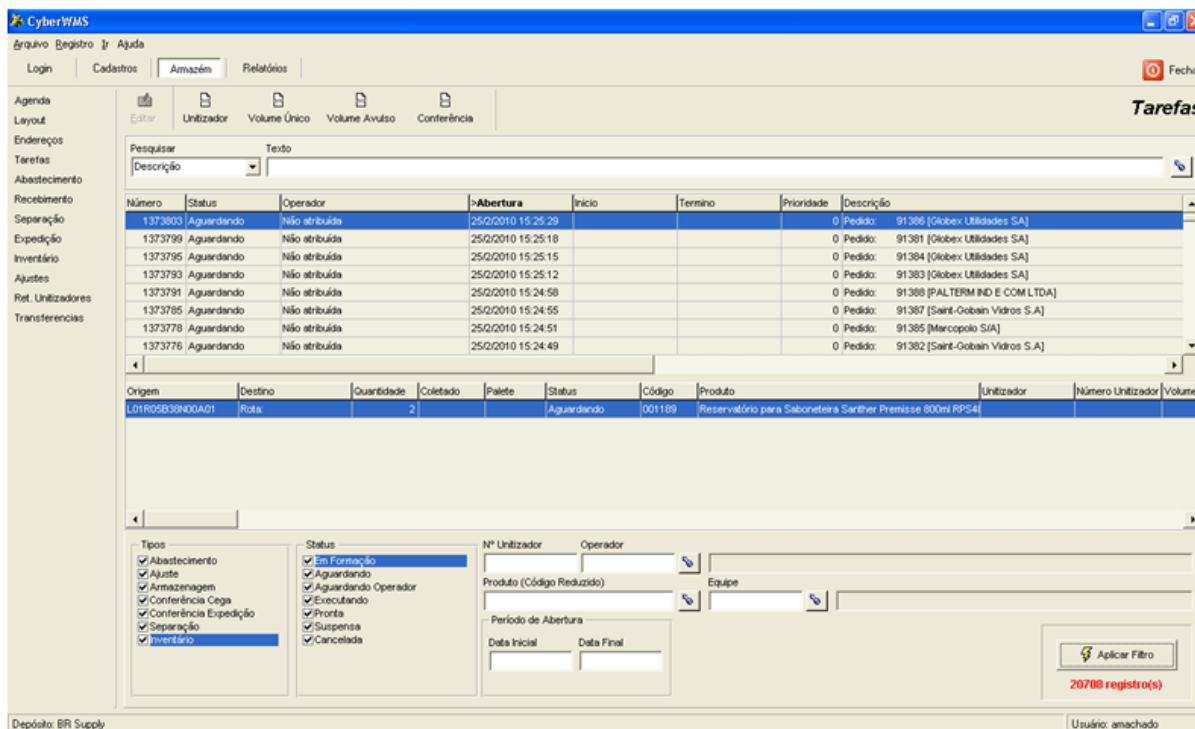 CyberWMS
Arquivo Registro Ir Ajuda
Login Cadastros Armazém Relatórios Fecha
Agenda
Layout
Endereços
Tarefas
Abastecimento
Recebimento
Separação
Expedição
Inventário
Ajustes
Ret. Unitizadores
Transferencias
Editar Unitizador Volume Único Volume Avulso Conferência
Tarefas
Pesquisar Texto
Descrição
Número Status Operador >Abertura Inicio Termino Prioridade Descrição
1373803 Aguardando Não atribuída 25/2/2010 15:25:29 0 Pedido: 91386 [Globex Utilidades SA]
1373799 Aguardando Não atribuída 25/2/2010 15:25:18 0 Pedido: 91381 [Globex Utilidades SA]
1373795 Aguardando Não atribuída 25/2/2010 15:25:15 0 Pedido: 91384 [Globex Utilidades SA]
1373793 Aguardando Não atribuída 25/2/2010 15:25:12 0 Pedido: 91383 [Globex Utilidades SA]
1373791 Aguardando Não atribuída 25/2/2010 15:24:58 0 Pedido: 91388 [PALTERM IND E COM LTDA]
1373785 Aguardando Não atribuída 25/2/2010 15:24:55 0 Pedido: 91387 [Saint-Gobain Vidros S.A]
1373778 Aguardando Não atribuída 25/2/2010 15:24:51 0 Pedido: 91385 [Marcopolo S/A]
1373776 Aguardando Não atribuída 25/2/2010 15:24:49 0 Pedido: 91382 [Saint-Gobain Vidros S.A]
Origem Destino Quantidade Coletado Palete Status Código Produto Unitizador Número Unitizador Volume
L01R05B38N00A01 Rota: 2 Aguardando 001189 Reservatório para Saboneteira Santher Premisse 800ml RPS4
Tipos
Abastecimento
Ajuste
Armazenagem
Conferência Cega
Conferência Expedição
Separação
Inventário
Status
Em Formação
Aguardando
Aguardando Operador
Executando
Pronta
Suspensa
Cancelada
Nº Unitizador Operador
Produto (Código Reduzido) Equipe
Período de Abertura
Data Inicial Data Final
Aplicar Filtro
20708 registro(s)
Depósito: BR Supply Usuário: amachado